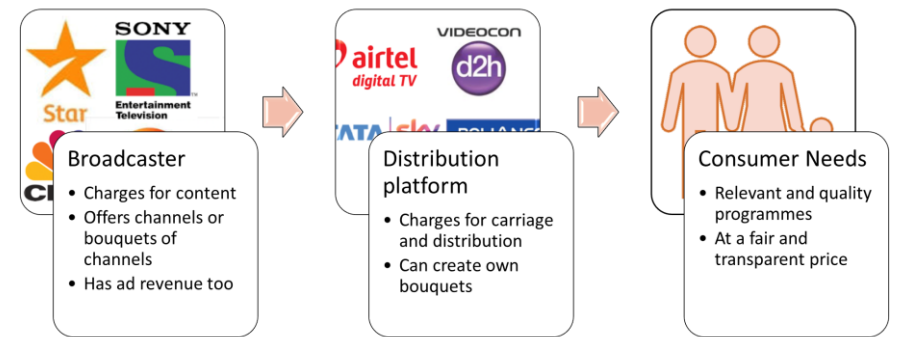 Star
SONY
Entertainment
Television
Broadcaster
• Charges for content
• Offers channels or
bouquets of
channels
• Has ad revenue too
airtel
digital TV
VIDEOCON
d2h
Distribution
platform
• Charges for carriage
and distribution
• Can create own
bouquets
Consumer Needs
• Relevant and quality
programmes
• At a fair and
transparent price